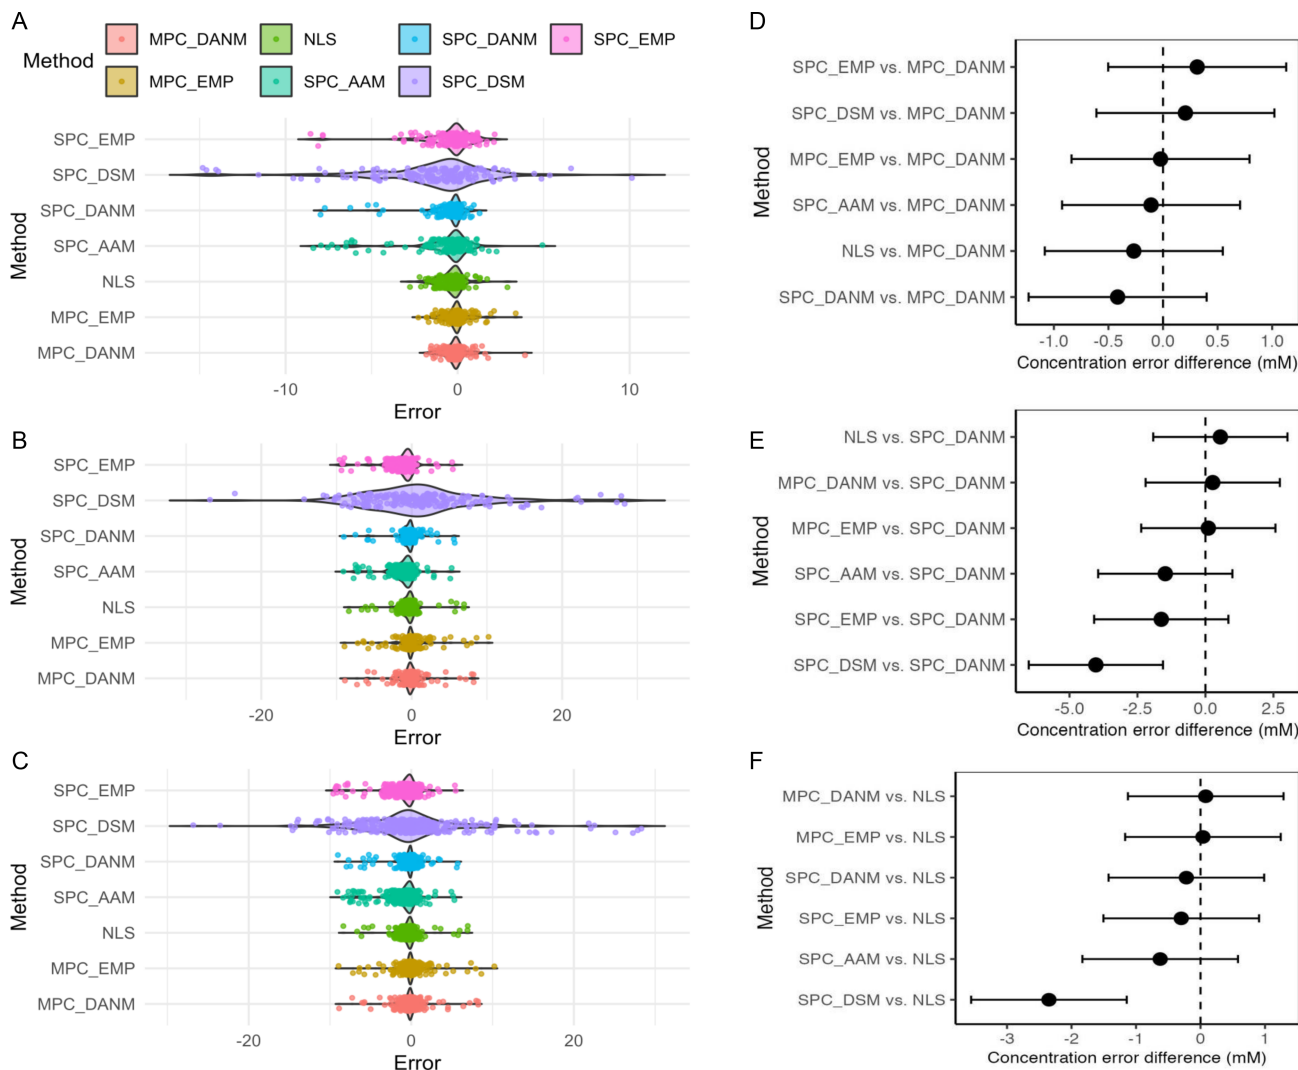 A
Method
MPC_DANM
NLS
SPC_DANM
SPC_EMP
MPC_EMP
SPC_AAM
SPC_DSM
Method
SPC_EMP
SPC_DSM
SPC_DANM
SPC_AAM
NLS
MPC_EMP
MPC_DANM
-10
0
10
Error
B
Method
SPC_EMP
SPC_DSM
SPC_DANM
SPC_AAM
NLS
MPC_EMP
MPC_DANM
-20
0
20
Error
C
Method
SPC_EMP
SPC_DSM
SPC_DANM
SPC_AAM
NLS
MPC_EMP
MPC_DANM
-20
0
20
Error
D
Method
SPC_EMP vs. MPC_DANM
SPC_DSM vs. MPC_DANM
MPC_EMP vs. MPC_DANM
SPC_AAM vs. MPC_DANM
NLS vs. MPC_DANM
SPC_DANM vs. MPC_DANM
-1.0
-0.5
0.0
0.5
1.0
Concentration error difference (mM)
E
Method
NLS vs. SPC_DANM
MPC_DANM vs. SPC_DANM
MPC_EMP vs. SPC_DANM
SPC_AAM vs. SPC_DANM
SPC_EMP vs. SPC_DANM
SPC_DSM vs. SPC_DANM
-5.0
-2.5
0.0
2.5
Concentration error difference (mM)
F
Method
MPC_DANM vs. NLS
MPC_EMP vs. NLS
SPC_DANM vs. NLS
SPC_EMP vs. NLS
SPC_AAM vs. NLS
SPC_DSM vs. NLS
-3
-2
-1
0
1
Concentration error difference (mM)